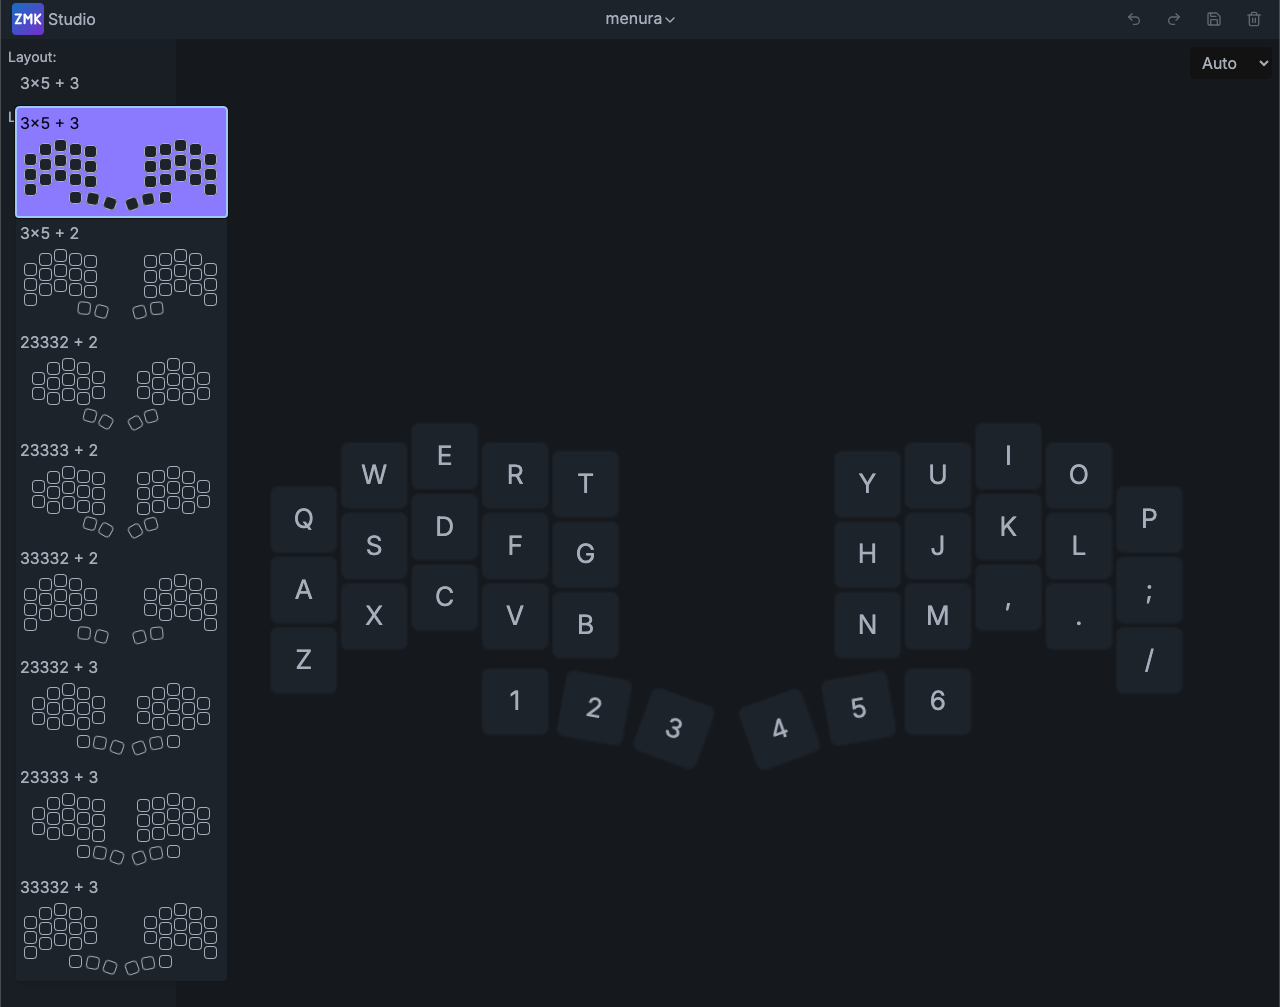 ZMK Studio
menura
Layout:
3×5 + 3
Auto
L
3×5 + 3
3×5 + 2
23332 + 2
23333 + 2
33332 + 2
23332 + 3
23333 + 3
33332 + 3
Q W E R T Y U I O P
A S D F G H J K L ;
Z X C V B N M , . /
1 2 3 4 5 6